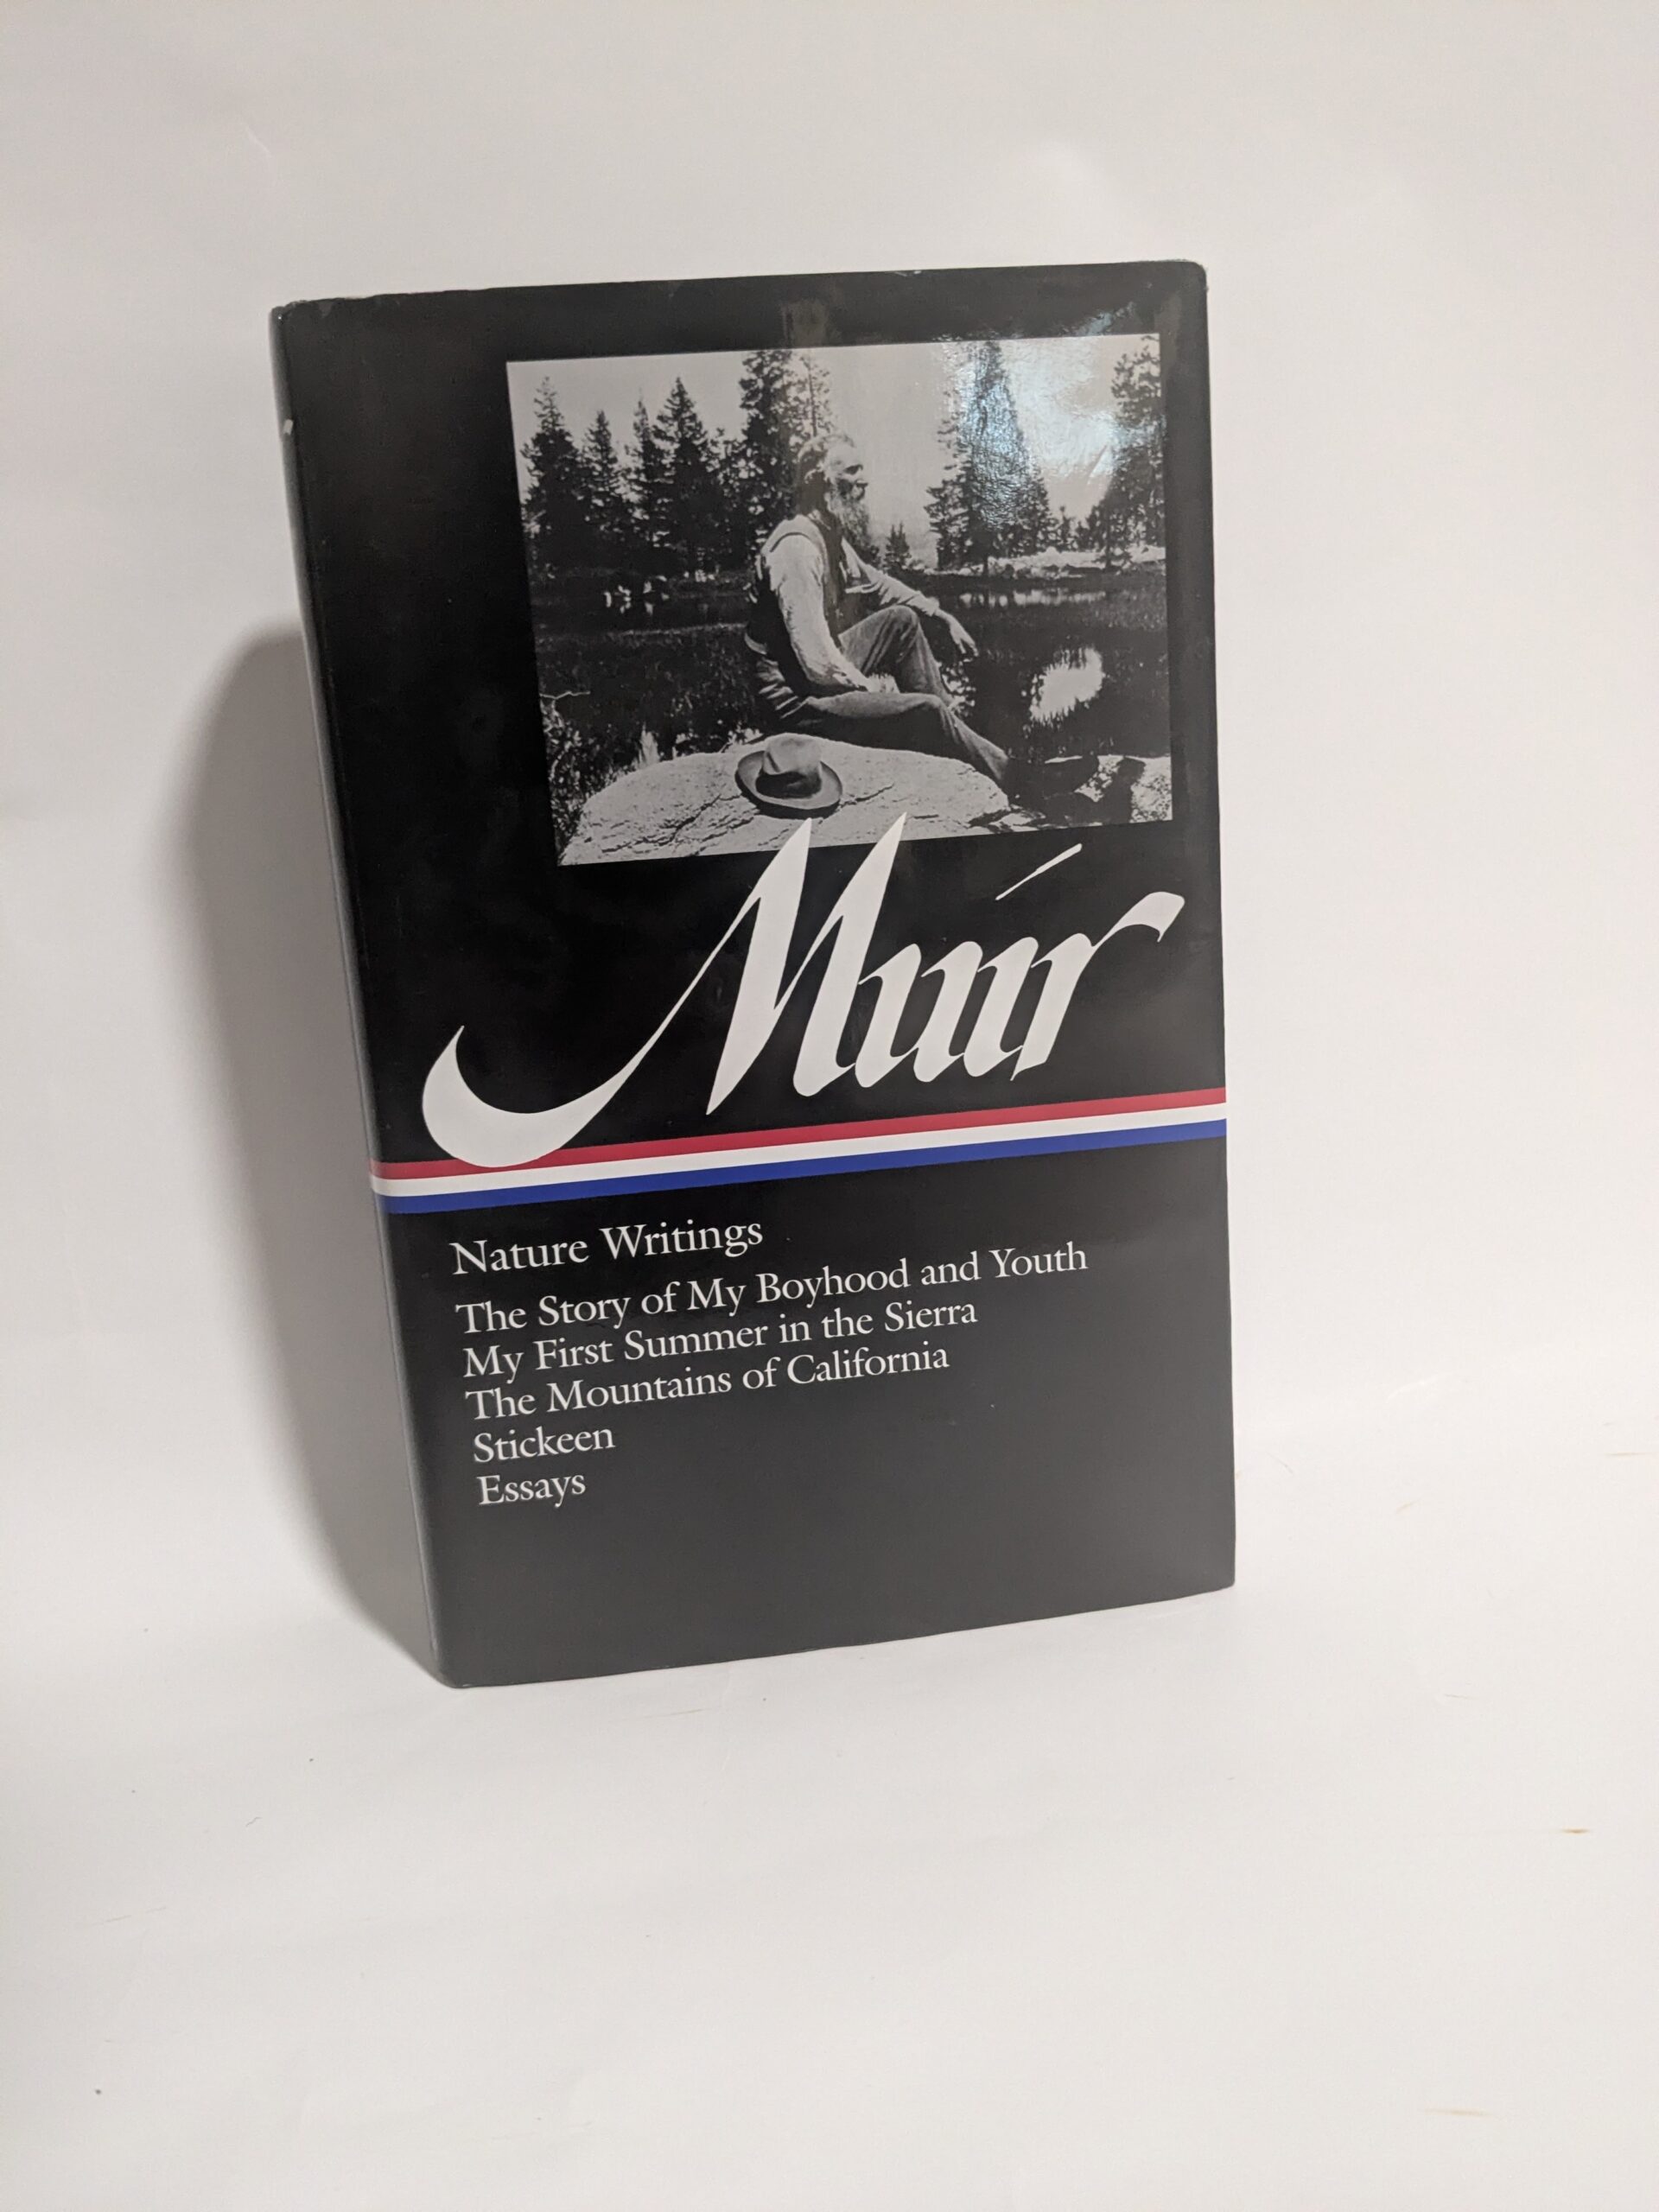 Muir
Nature Writings
The Story of My Boyhood and Youth
My First Summer in the Sierra
The Mountains of California
Stickeen
Essays